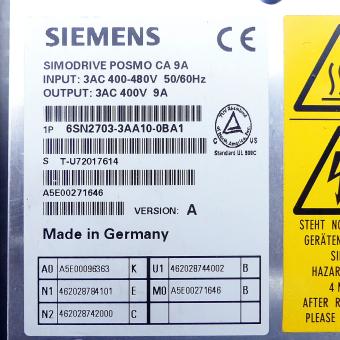 SIEMENS
CE
SIMODRIVE POSMO CA 9A
INPUT: 3AC 400-480V 50/60Hz
OUTPUT: 3AC 400V 9A
1P 6SN2703-3AA10-0BA1
C US
Standard UL 508C
S T-U72017614
A5E00271646
VERSION: A
Made in Germany
A0 A5E00096363 K U1 462028744002 B
N1 462028784101 E M0 A5E00271646 B
N2 462028742000 C
STEHT NO
GERÄTEN
SI
HAZAR
4 M
AFTER R
PLEASE